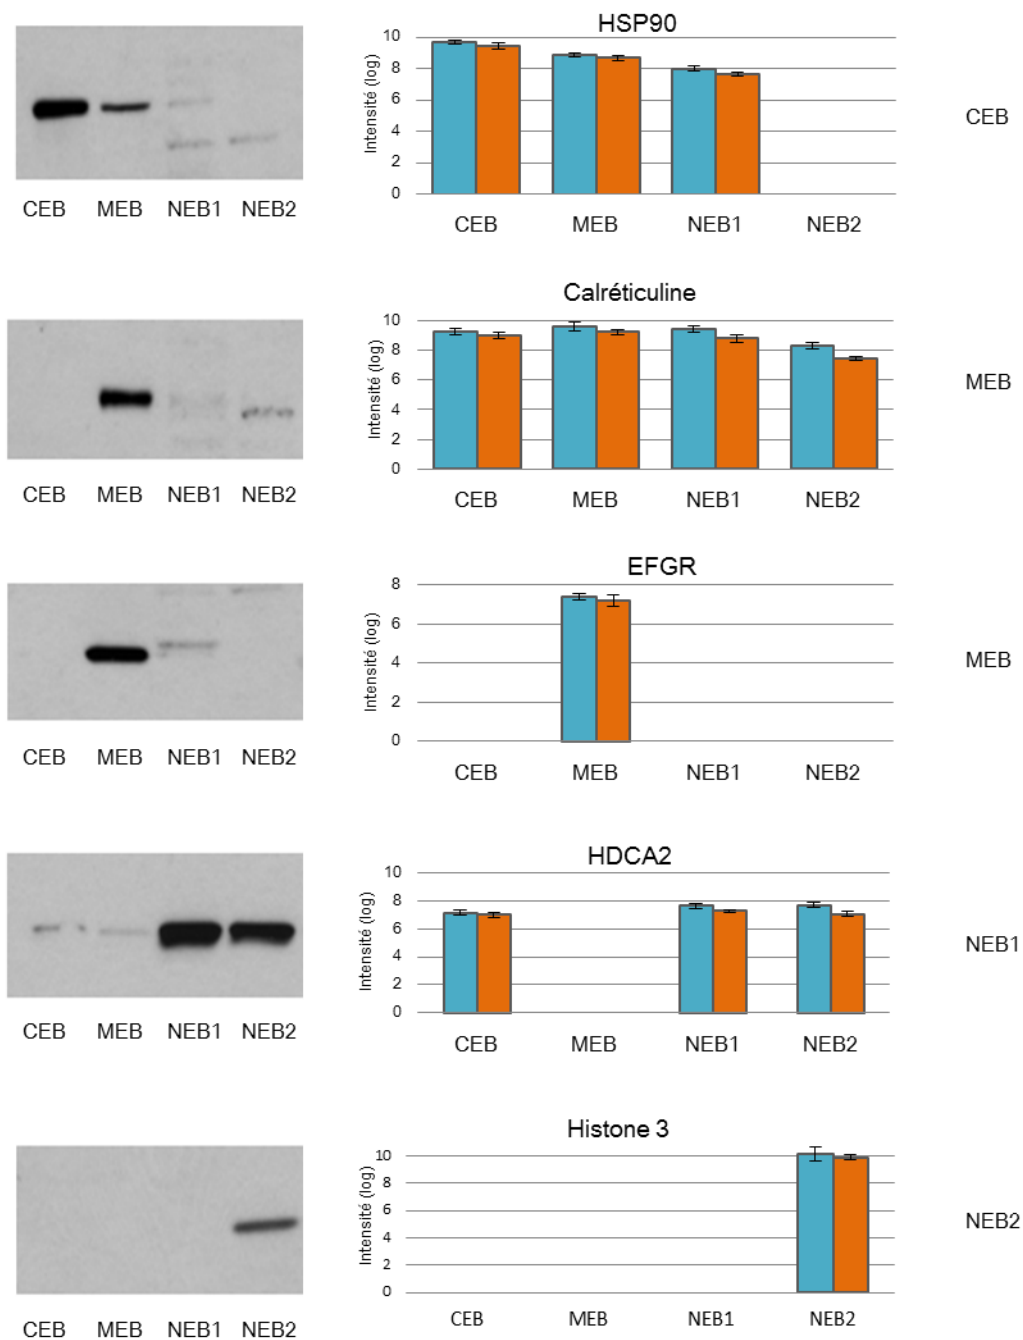 HSP90
Intensité (log)
10
8
6
4
2
0
CEB MEB NEB1 NEB2
CEB MEB NEB1 NEB2
CEB
Calréticuline
Intensité (log)
10
8
6
4
2
0
CEB MEB NEB1 NEB2
CEB MEB NEB1 NEB2
MEB
EFGR
Intensité (log)
8
6
4
2
0
CEB MEB NEB1 NEB2
CEB MEB NEB1 NEB2
MEB
HDCA2
Intensité (log)
10
8
6
4
2
0
CEB MEB NEB1 NEB2
CEB MEB NEB1 NEB2
NEB1
Histone 3
Intensité (log)
10
8
6
4
2
0
CEB MEB NEB1 NEB2
CEB MEB NEB1 NEB2
NEB2